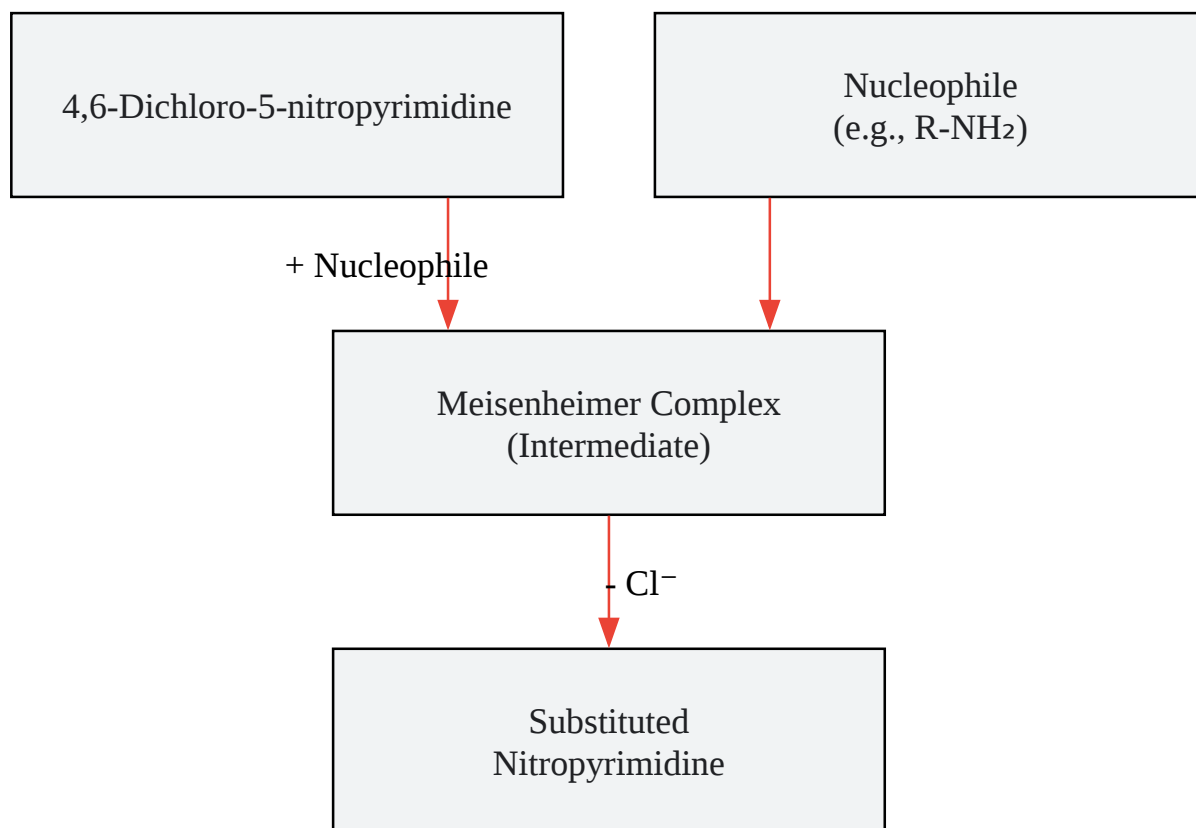 4,6-Dichloro-5-nitropyrimidine
Nucleophile
(e.g., R-NH₂)
+ Nucleophile
Meisenheimer Complex
(Intermediate)
- Cl⁻
Substituted
Nitropyrimidine